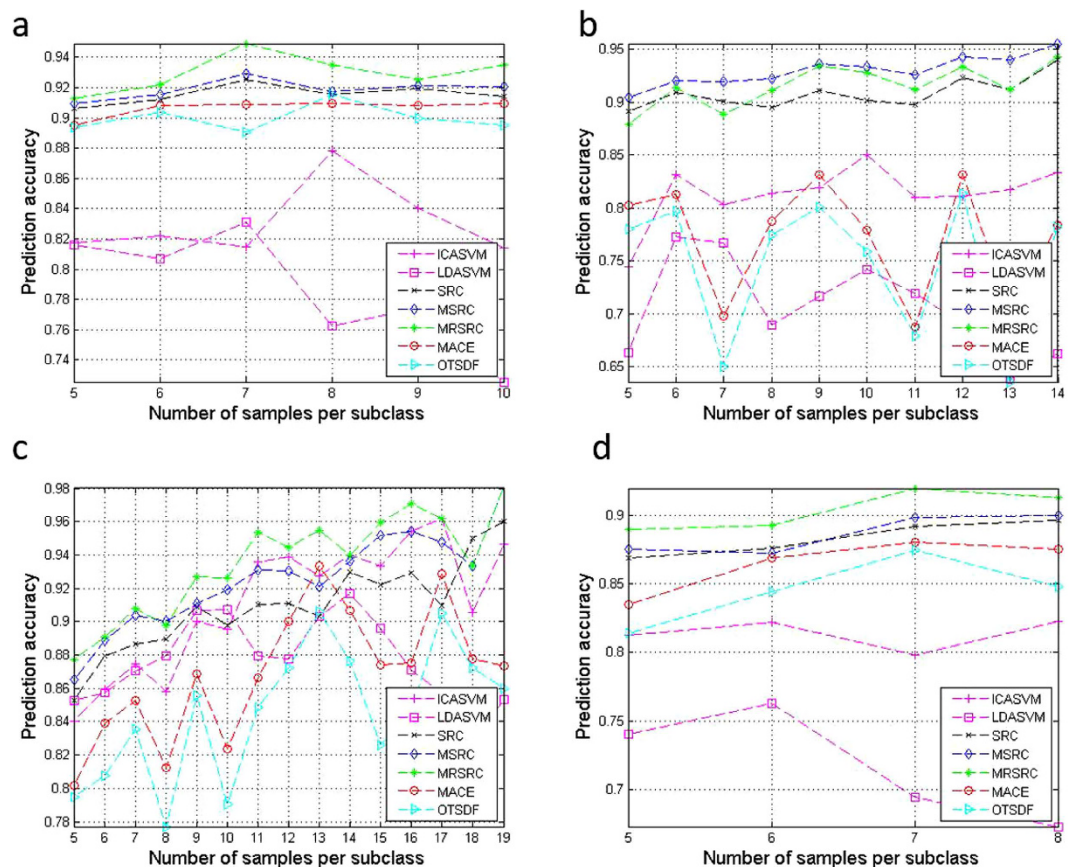 a
Prediction accuracy
0.94
0.92
0.9
0.88
0.86
0.84
0.82
0.8
0.78
0.76
0.74
ICASVM
LDASVM
SRC
MSRC
MRSRC
MACE
OTSDF
5 6 7 8 9 10
Number of samples per subclass
b
Prediction accuracy
0.95
0.9
0.85
0.8
0.75
0.7
0.65
ICASVM
LDASVM
SRC
MSRC
MRSRC
MACE
OTSDF
5 6 7 8 9 10 11 12 13 14
Number of samples per subclass
c
Prediction accuracy
0.98
0.96
0.94
0.92
0.9
0.88
0.86
0.84
0.82
0.8
0.78
ICASVM
LDASVM
SRC
MSRC
MRSRC
MACE
OTSDF
5 6 7 8 9 10 11 12 13 14 15 16 17 18 19
Number of samples per subclass
d
Prediction accuracy
0.9
0.85
0.8
0.75
0.7
ICASVM
LDASVM
SRC
MSRC
MRSRC
MACE
OTSDF
5 6 7 8
Number of samples per subclass